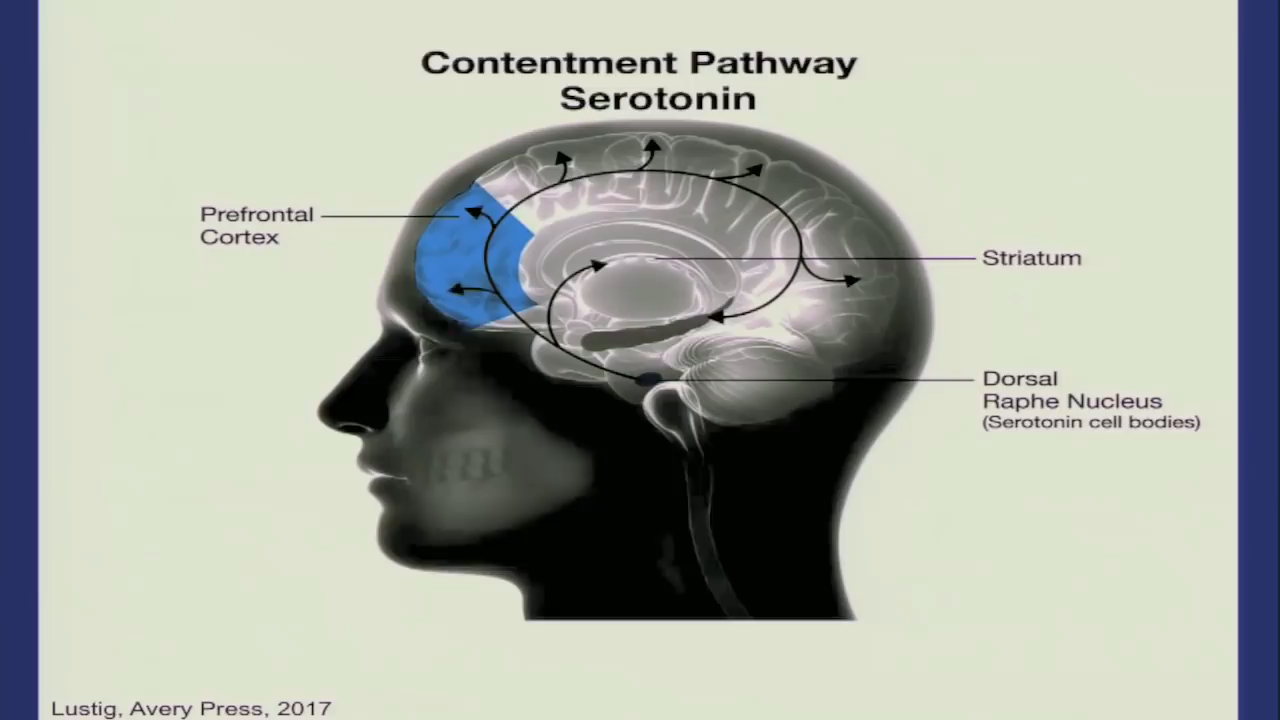 Contentment Pathway
Serotonin
Prefrontal
Cortex
Striatum
Dorsal
Raphe Nucleus
(Serotonin cell bodies)
Lustig, Avery Press, 2017